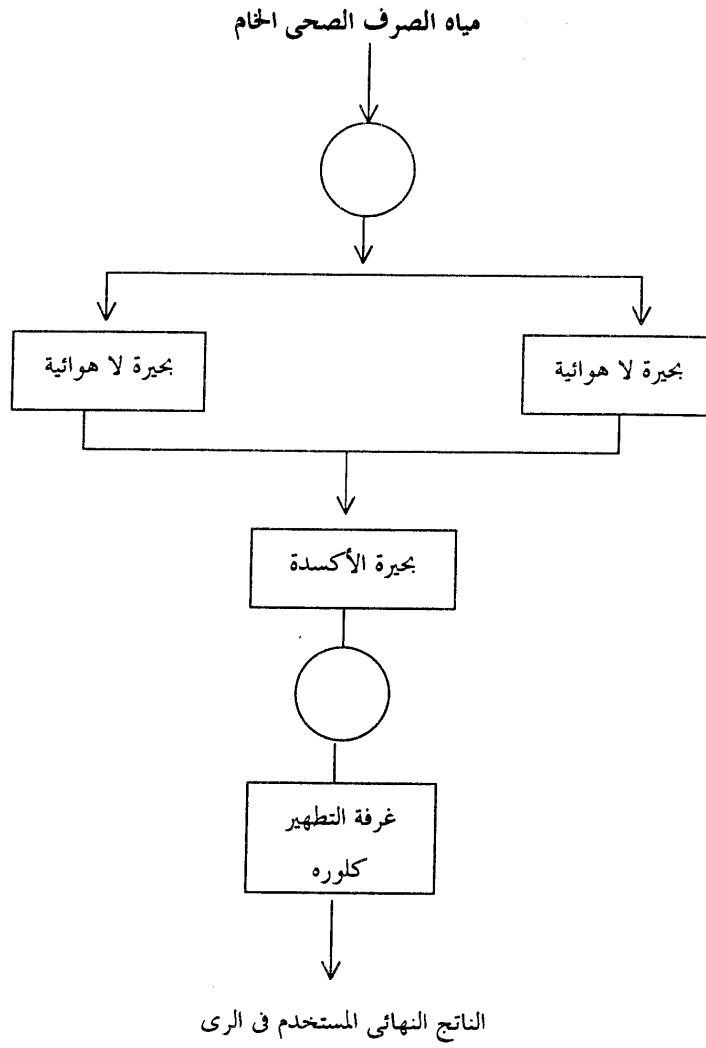 مياه الصرف الصحى الخام
بحيرة لا هوائية
بحيرة لا هوائية
بحيرة الأكسدة
غرفة التطهير
كلوره
الناتج النهائى المستخدم فى الرى